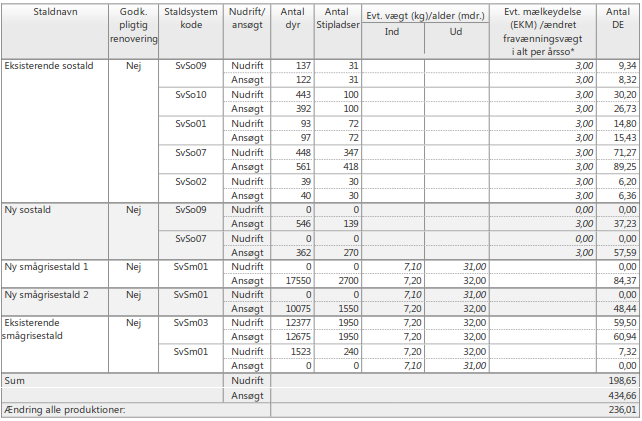 Staldnavn Godk. pligtig renovering Staldsystem kode Nudrift/ ansøgt Antal dyr Antal Stipladser Evt. vægt (kg)/alder (mdr.) Ind Ud Evt. mælkeydelse (EKM) /ændret fravænningsvægt i alt per årsso* Antal DE
Eksisterende sostald Nej SvSo09 Nudrift 137 31 3,00 9,34
Ansøgt 122 31 3,00 8,32
SvSo10 Nudrift 443 100 3,00 30,20
Ansøgt 392 100 3,00 26,73
SvSo01 Nudrift 93 72 3,00 14,80
Ansøgt 97 72 3,00 15,43
SvSo07 Nudrift 448 347 3,00 71,27
Ansøgt 561 418 3,00 89,25
SvSo02 Nudrift 39 30 3,00 6,20
Ansøgt 40 30 3,00 6,36
Ny sostald Nej SvSo09 Nudrift 0 0 0,00 0,00
Ansøgt 546 139 3,00 37,23
SvSo07 Nudrift 0 0 0,00 0,00
Ansøgt 362 270 3,00 57,59
Ny smågrisestald 1 Nej SvSm01 Nudrift 0 0 7,10 31,00 0,00
Ansøgt 17550 2700 7,20 32,00 84,37
Ny smågrisestald 2 Nej SvSm01 Nudrift 0 0 7,10 31,00 0,00
Ansøgt 10075 1550 7,20 32,00 48,44
Eksisterende Nej SvSm03 Nudrift 12377 1950 7,20 32,00 59,50
smågrisestald Ansøgt 12675 1950 7,20 32,00 60,94
SvSm01 Nudrift 1523 240 7,20 32,00 7,32
Ansøgt 0 0 7,10 31,00 0,00
Sum Nudrift 198,65
Ansøgt 434,66
Ændring alle produktioner: 236,01